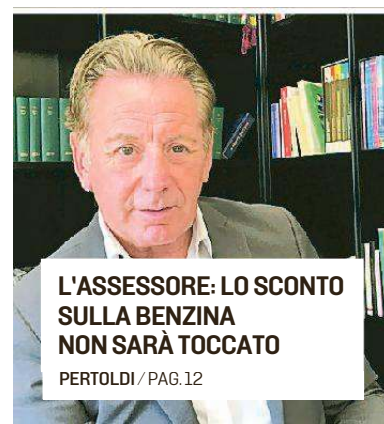 L'ASSESSORE: LO SCONTO
SULLA BENZINA
NON SARÀ TOCCATO
PERTOLDI / PAG. 12